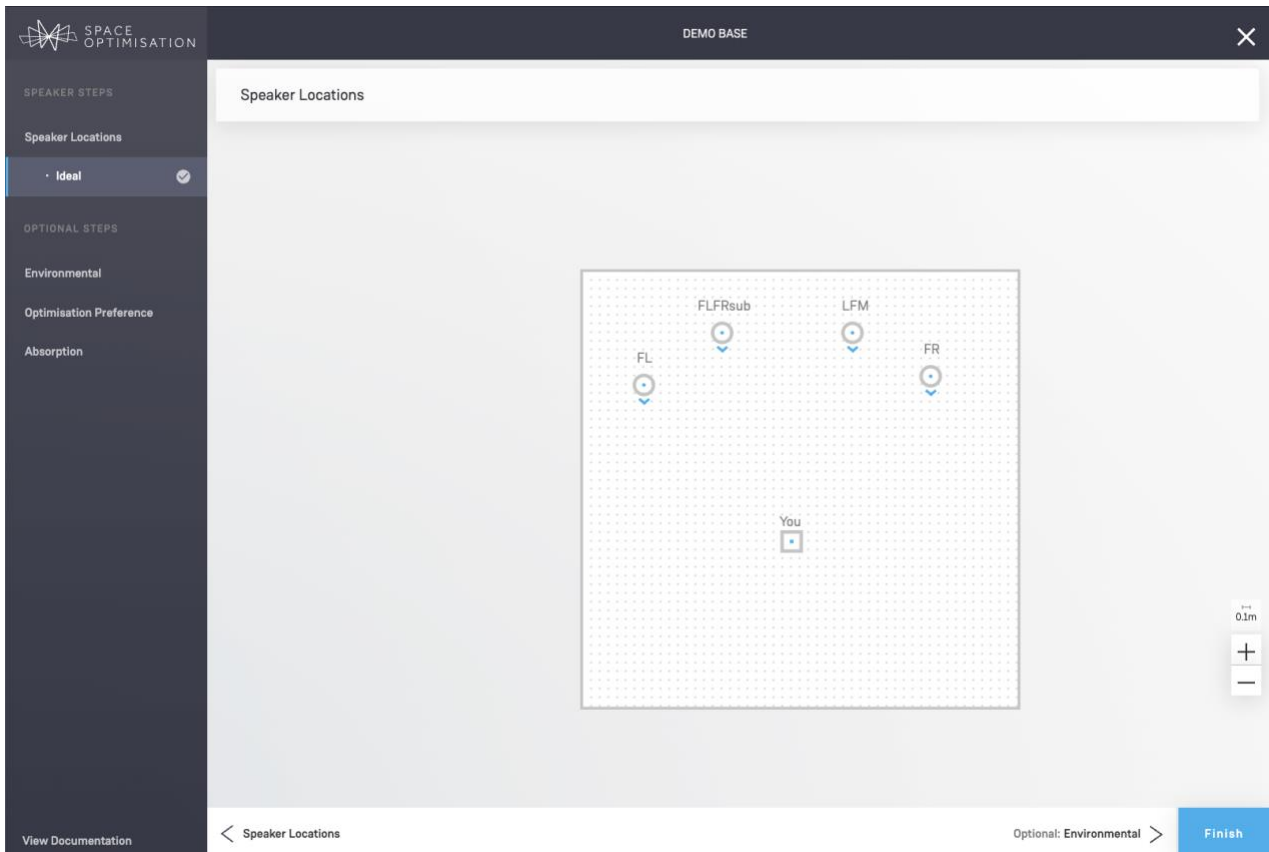 SPACE
OPTIMISATION
DEMO BASE
SPEAKER STEPS
Speaker Locations
Ideal
OPTIONAL STEPS
Environmental
Optimisation Preference
Absorption
View Documentation
Speaker Locations
FLFRsub
LFM
FL
FR
You
0.1m
Speaker Locations
Optional: Environmental
Finish